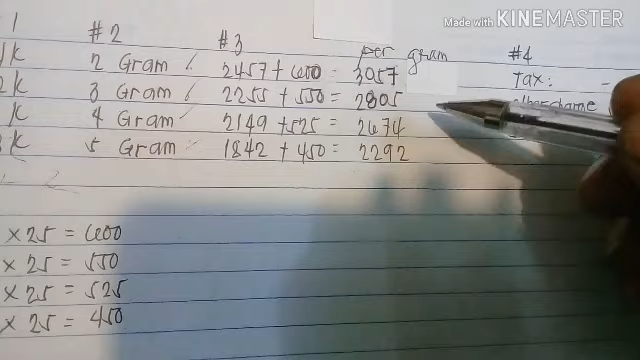 Made with KINEMASTER
1 #2 #3 per gram #4
1K 2 Gram 2457 + 600 = 3057 Tax: -
2K 3 Gram 2255 + 550 = 2805
K 4 Gram 2149 + 525 = 2674
K 5 Gram 1842 + 450 = 2292
x 25 = 600
x 25 = 550
x 25 = 525
x 25 = 450